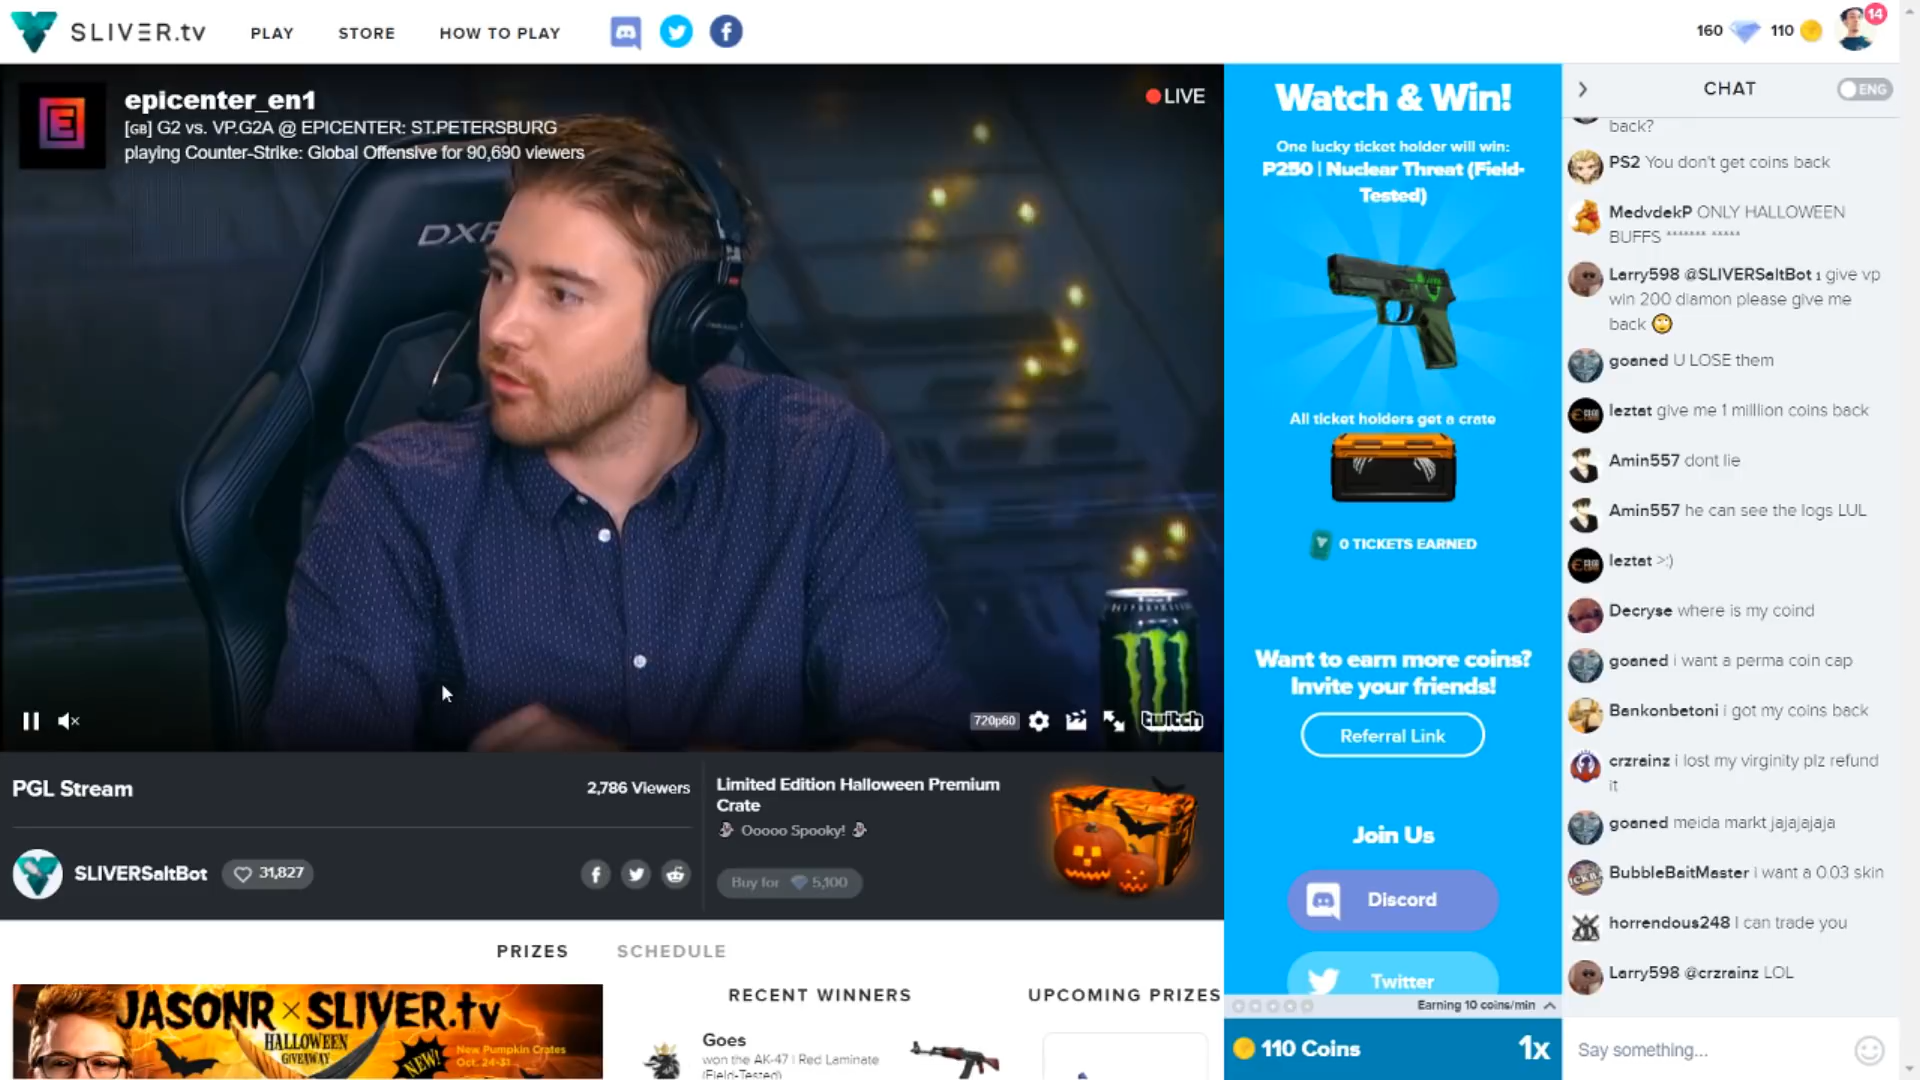 SLIVER.tv
PLAY
STORE
HOW TO PLAY
160
110
14
epicenter_en1
[GB] G2 vs. VP.G2A @ EPICENTER: ST.PETERSBURG
playing Counter-Strike: Global Offensive for 90,690 viewers
LIVE
DXR
720p60
twitch
PGL Stream
2,786 Viewers
SLIVERSaltBot
31,827
Limited Edition Halloween Premium
Crate
Ooooo Spooky!
Buy for 5,100
PRIZES
SCHEDULE
JASONR × SLIVER.tv
HALLOWEEN
GIVEAWAY
NEW!
New Pumpkin Crates
Oct. 24-31
RECENT WINNERS
Goes
won the AK-47 | Red Laminate
(Field-Tested)
UPCOMING PRIZES
Watch & Win!
One lucky ticket holder will win:
P250 | Nuclear Threat (Field-
Tested)
All ticket holders get a crate
0 TICKETS EARNED
Want to earn more coins?
Invite your friends!
Referral Link
Join Us
Discord
Twitter
Earning 10 coins/min
110 Coins
1x
CHAT
ENG
back?
PS2 You don't get coins back
MedvdekP ONLY HALLOWEEN
BUFFS ******* *****
Larry598 @SLIVERSaltBot 1 give vp
win 200 diamon please give me
back
goaned U LOSE them
leztat give me 1 milllion coins back
Amin557 dont lie
Amin557 he can see the logs LUL
leztat >:)
Decryse where is my coind
goaned i want a perma coin cap
Bankonbetoni i got my coins back
crzrainz i lost my virginity plz refund
it
goaned meida markt jajajajaja
BubbleBaitMaster i want a 0.03 skin
horrendous248 I can trade you
Larry598 @crzrainz LOL
Say something...